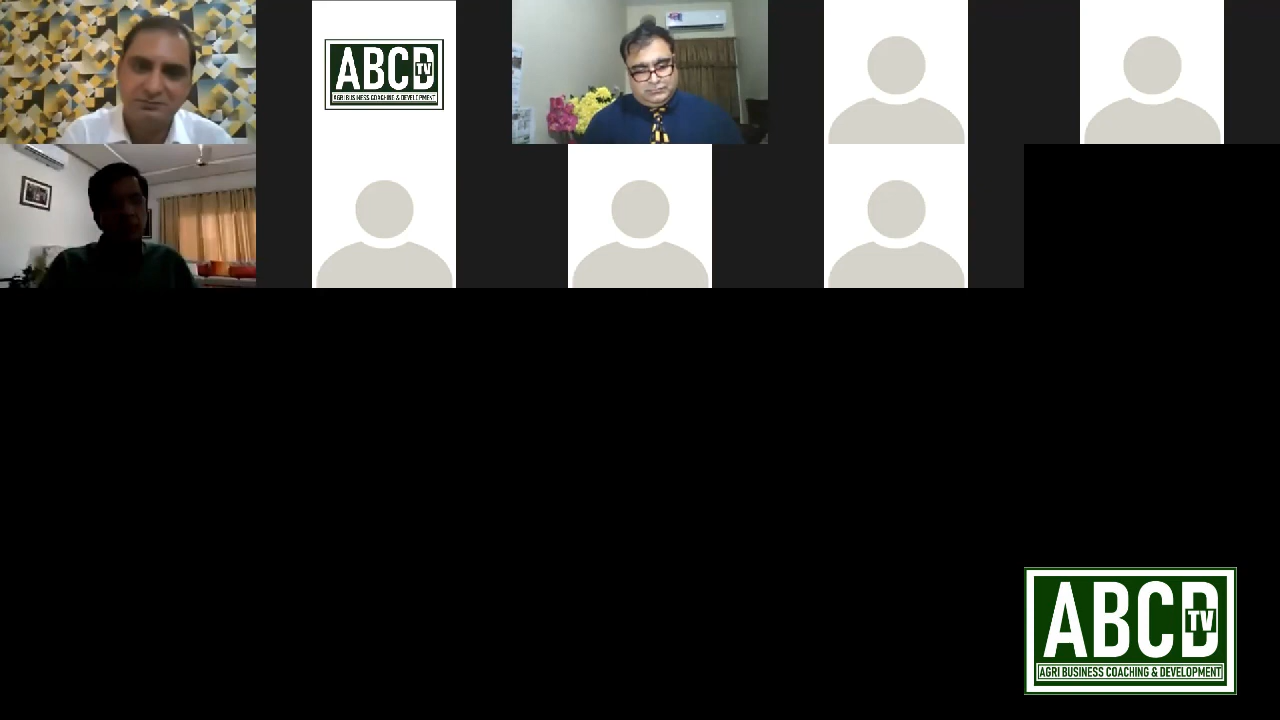 ABCD TV
AGRI BUSINESS COACHING & DEVELOPMENT
ABCD TV
AGRI BUSINESS COACHING & DEVELOPMENT